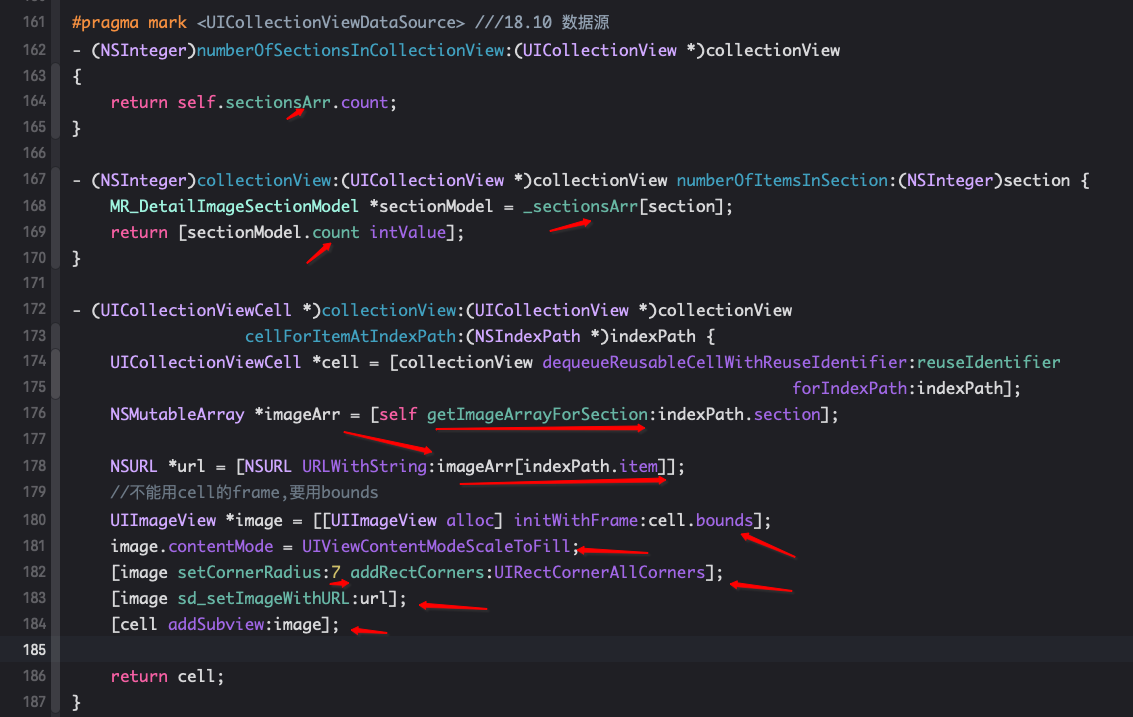 161 #pragma mark <UICollectionViewDataSource> ///18.10 数据源
162 - (NSInteger)numberOfSectionsInCollectionView:(UICollectionView *)collectionView
163 {
164     return self.sectionsArr.count;
165 }
166
167 - (NSInteger)collectionView:(UICollectionView *)collectionView numberOfItemsInSection:(NSInteger)section {
168     MR_DetailImageSectionModel *sectionModel = _sectionsArr[section];
169     return [sectionModel.count intValue];
170 }
171
172 - (UICollectionViewCell *)collectionView:(UICollectionView *)collectionView
173                   cellForItemAtIndexPath:(NSIndexPath *)indexPath {
174     UICollectionViewCell *cell = [collectionView dequeueReusableCellWithReuseIdentifier:reuseIdentifier
175                                                                            forIndexPath:indexPath];
176     NSMutableArray *imageArr = [self getImageArrayForSection:indexPath.section];
177
178     NSURL *url = [NSURL URLWithString:imageArr[indexPath.item]];
179     //不能用cell的frame,要用bounds
180     UIImageView *image = [[UIImageView alloc] initWithFrame:cell.bounds];
181     image.contentMode = UIViewContentModeScaleToFill;
182     [image setCornerRadius:7 addRectCorners:UIRectCornerAllCorners];
183     [image sd_setImageWithURL:url];
184     [cell addSubview:image];
185
186     return cell;
187 }